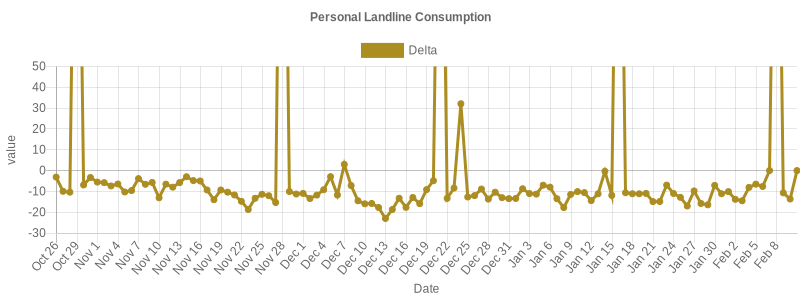 Personal Landline Consumption
Delta
50
40
30
20
10
0
-10
-20
-30
value
Oct 26
Oct 29
Nov 1
Nov 4
Nov 7
Nov 10
Nov 13
Nov 16
Nov 19
Nov 22
Nov 25
Nov 28
Dec 1
Dec 4
Dec 7
Dec 10
Dec 13
Dec 16
Dec 19
Dec 22
Dec 25
Dec 28
Dec 31
Jan 3
Jan 6
Jan 9
Jan 12
Jan 15
Jan 18
Jan 21
Jan 24
Jan 27
Jan 30
Feb 2
Feb 5
Feb 8
Date